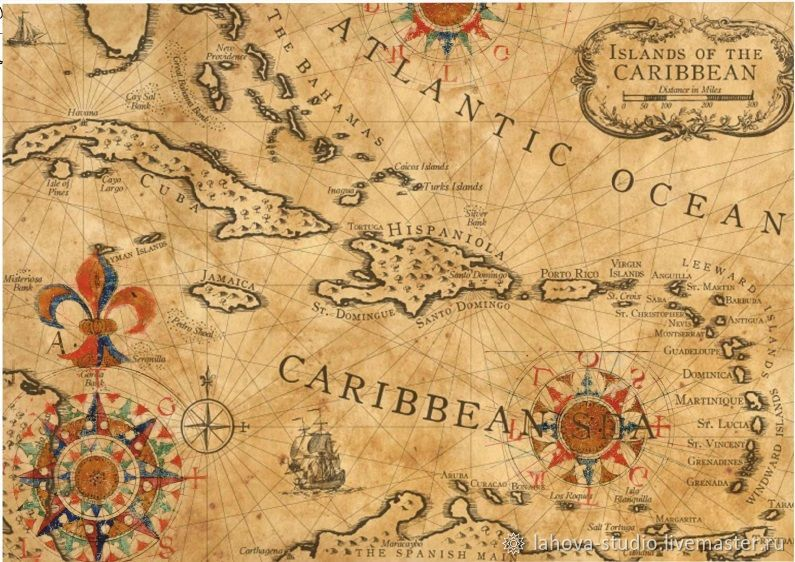 ISLANDS OF THE
CARIBBEAN
Distance in Miles
0 50 100 200 300
ATLANTIC OCEAN
THE BAHAMAS
New
Providence
Great Bahama Bank
Cay Sal
Bank
Havana
Isle of
Pines
Cayo
Largo
CUBA
Caicos Islands
Turks Islands
Inagua
Silver
Bank
TORTUGA
HISPANIOLA
Santo Domingo
ST. DOMINGUE
SANTO DOMINGO
YMAN ISLANDS
Misteriosa
Bank
JAMAICA
Pedro Shoal
Serranilla
Gorda
Bank
PORTO RICO
VIRGIN
ISLANDS
St. Croix
ANGUILLA
ST. MARTIN
SABA
BARBUDA
ST. CHRISTOPHER
NEVIS
ANTIGUA
MONTSERRAT
GUADELOUPE
DOMINICA
MARTINIQUE
ST. LUCIA
ST. VINCENT
GRENADINES
GRENADA
LEEWARD ISLANDS
WINDWARD ISLANDS
CARIBBEAN SEA
ARUBA
CURACAO
BONAIRE
Los Roques
Isla
Blanquilla
Salt Tortuga
MARGARITA
TOBAG
Cumana
Carthagena
Maracaybo
THE SPANISH MAIN
lahova-studio.livemaster.ru